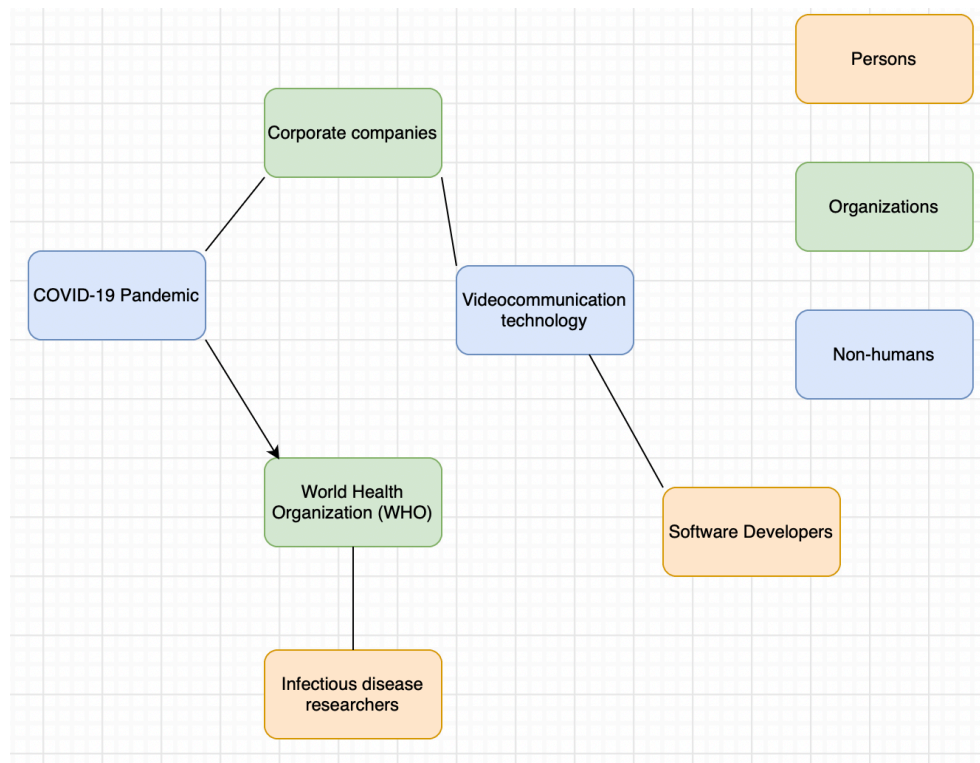 Persons
Corporate companies
Organizations
COVID-19 Pandemic
Videocommunication
technology
Non-humans
World Health
Organization (WHO)
Software Developers
Infectious disease
researchers